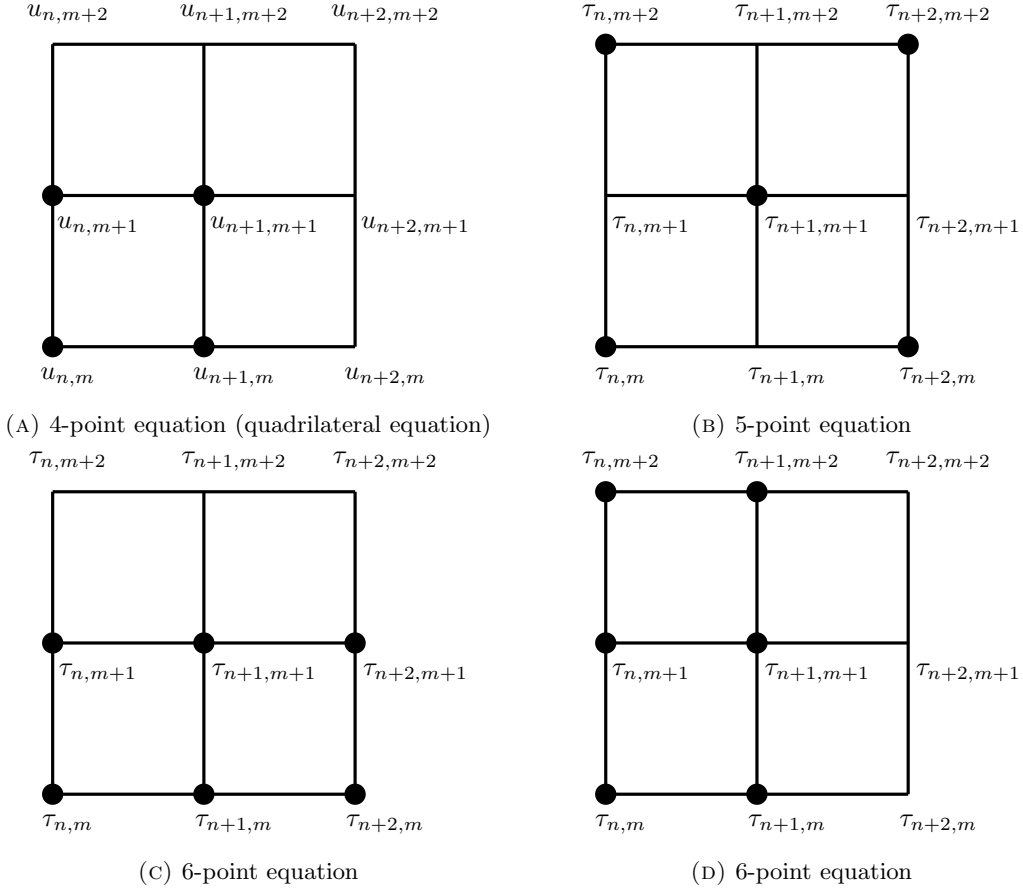 u_{n,m+2} u_{n+1,m+2} u_{n+2,m+2}
u_{n,m+1} u_{n+1,m+1} u_{n+2,m+1}
u_{n,m} u_{n+1,m} u_{n+2,m}
(A) 4-point equation (quadrilateral equation)
τ_{n,m+2} τ_{n+1,m+2} τ_{n+2,m+2}
τ_{n,m+1} τ_{n+1,m+1} τ_{n+2,m+1}
τ_{n,m} τ_{n+1,m} τ_{n+2,m}
(B) 5-point equation
τ_{n,m+2} τ_{n+1,m+2} τ_{n+2,m+2}
τ_{n,m+1} τ_{n+1,m+1} τ_{n+2,m+1}
τ_{n,m} τ_{n+1,m} τ_{n+2,m}
(C) 6-point equation
τ_{n,m+2} τ_{n+1,m+2} τ_{n+2,m+2}
τ_{n,m+1} τ_{n+1,m+1} τ_{n+2,m+1}
τ_{n,m} τ_{n+1,m} τ_{n+2,m}
(D) 6-point equation